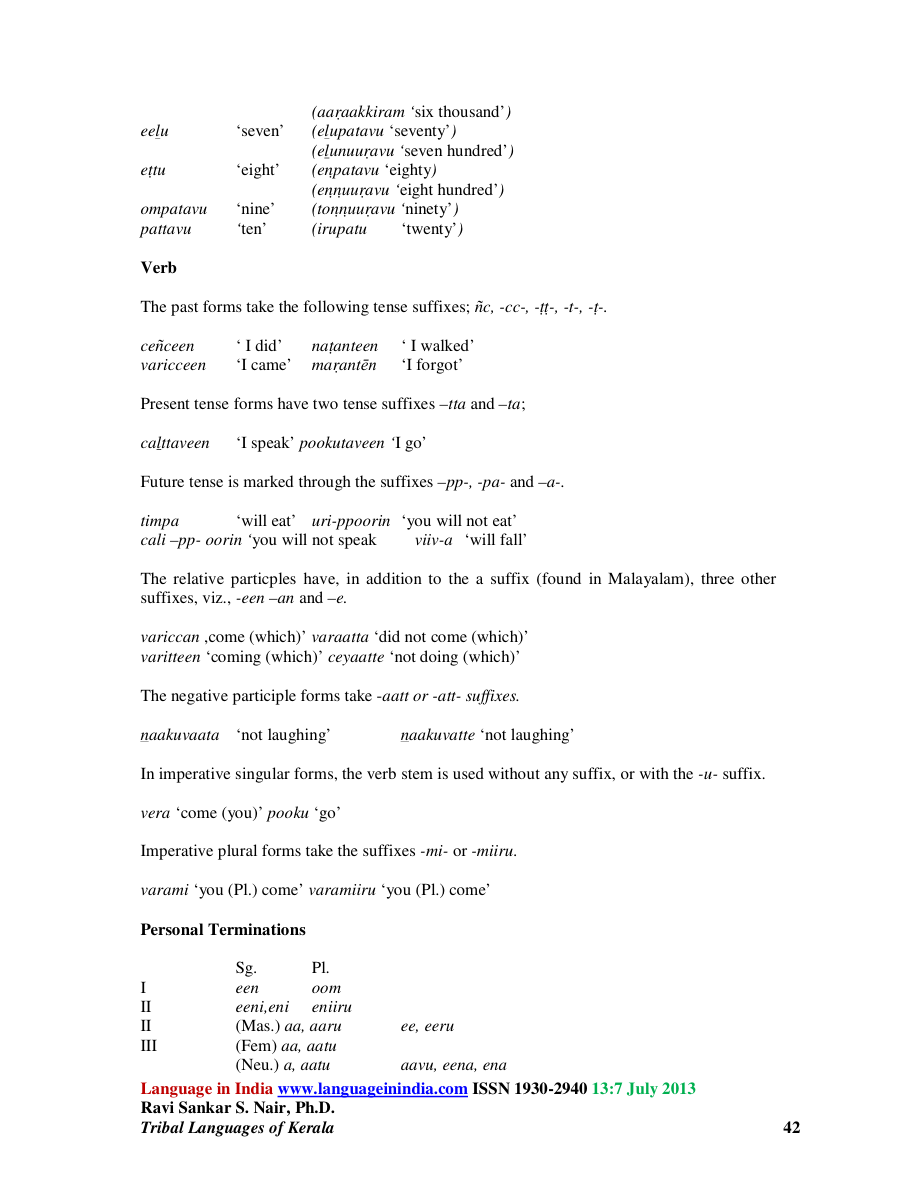 (aaṛaakkiram ‘six thousand’)
eeḻu ‘seven’ (eḻupatavu ‘seventy’)
(eḻunuuṛavu ‘seven hundred’)
eṭṭu ‘eight’ (eṇpatavu ‘eighty)
(eṇṇuuṛavu ‘eight hundred’)
ompatavu ‘nine’ (toṇṇuuṛavu ‘ninety’)
pattavu ‘ten’ (irupatu ‘twenty’)
Verb
The past forms take the following tense suffixes; ñc, -cc-, -ṭṭ-, -t-, -ṭ-.
ceñceen ‘ I did’ naṭanteen ‘ I walked’
varicceen ‘I came’ maṛantēn ‘I forgot’
Present tense forms have two tense suffixes –tta and –ta;
caḻttaveen ‘I speak’ pookutaveen ‘I go’
Future tense is marked through the suffixes –pp-, -pa- and –a-.
timpa ‘will eat’ uri-ppoorin ‘you will not eat’
cali –pp- oorin ‘you will not speak viiv-a ‘will fall’
The relative particples have, in addition to the a suffix (found in Malayalam), three other
suffixes, viz., -een –an and –e.
variccan ,come (which)’ varaatta ‘did not come (which)’
varitteen ‘coming (which)’ ceyaatte ‘not doing (which)’
The negative participle forms take -aatt or -att- suffixes.
ṉaakuvaata ‘not laughing’ ṉaakuvatte ‘not laughing’
In imperative singular forms, the verb stem is used without any suffix, or with the -u- suffix.
vera ‘come (you)’ pooku ‘go’
Imperative plural forms take the suffixes -mi- or -miiru.
varami ‘you (Pl.) come’ varamiiru ‘you (Pl.) come’
Personal Terminations
Sg. Pl.
I een oom
II eeni,eni eniiru
II (Mas.) aa, aaru ee, eeru
III (Fem) aa, aatu
(Neu.) a, aatu aavu, eena, ena
Language in India www.languageinindia.com ISSN 1930-2940 13:7 July 2013
Ravi Sankar S. Nair, Ph.D.
Tribal Languages of Kerala 42